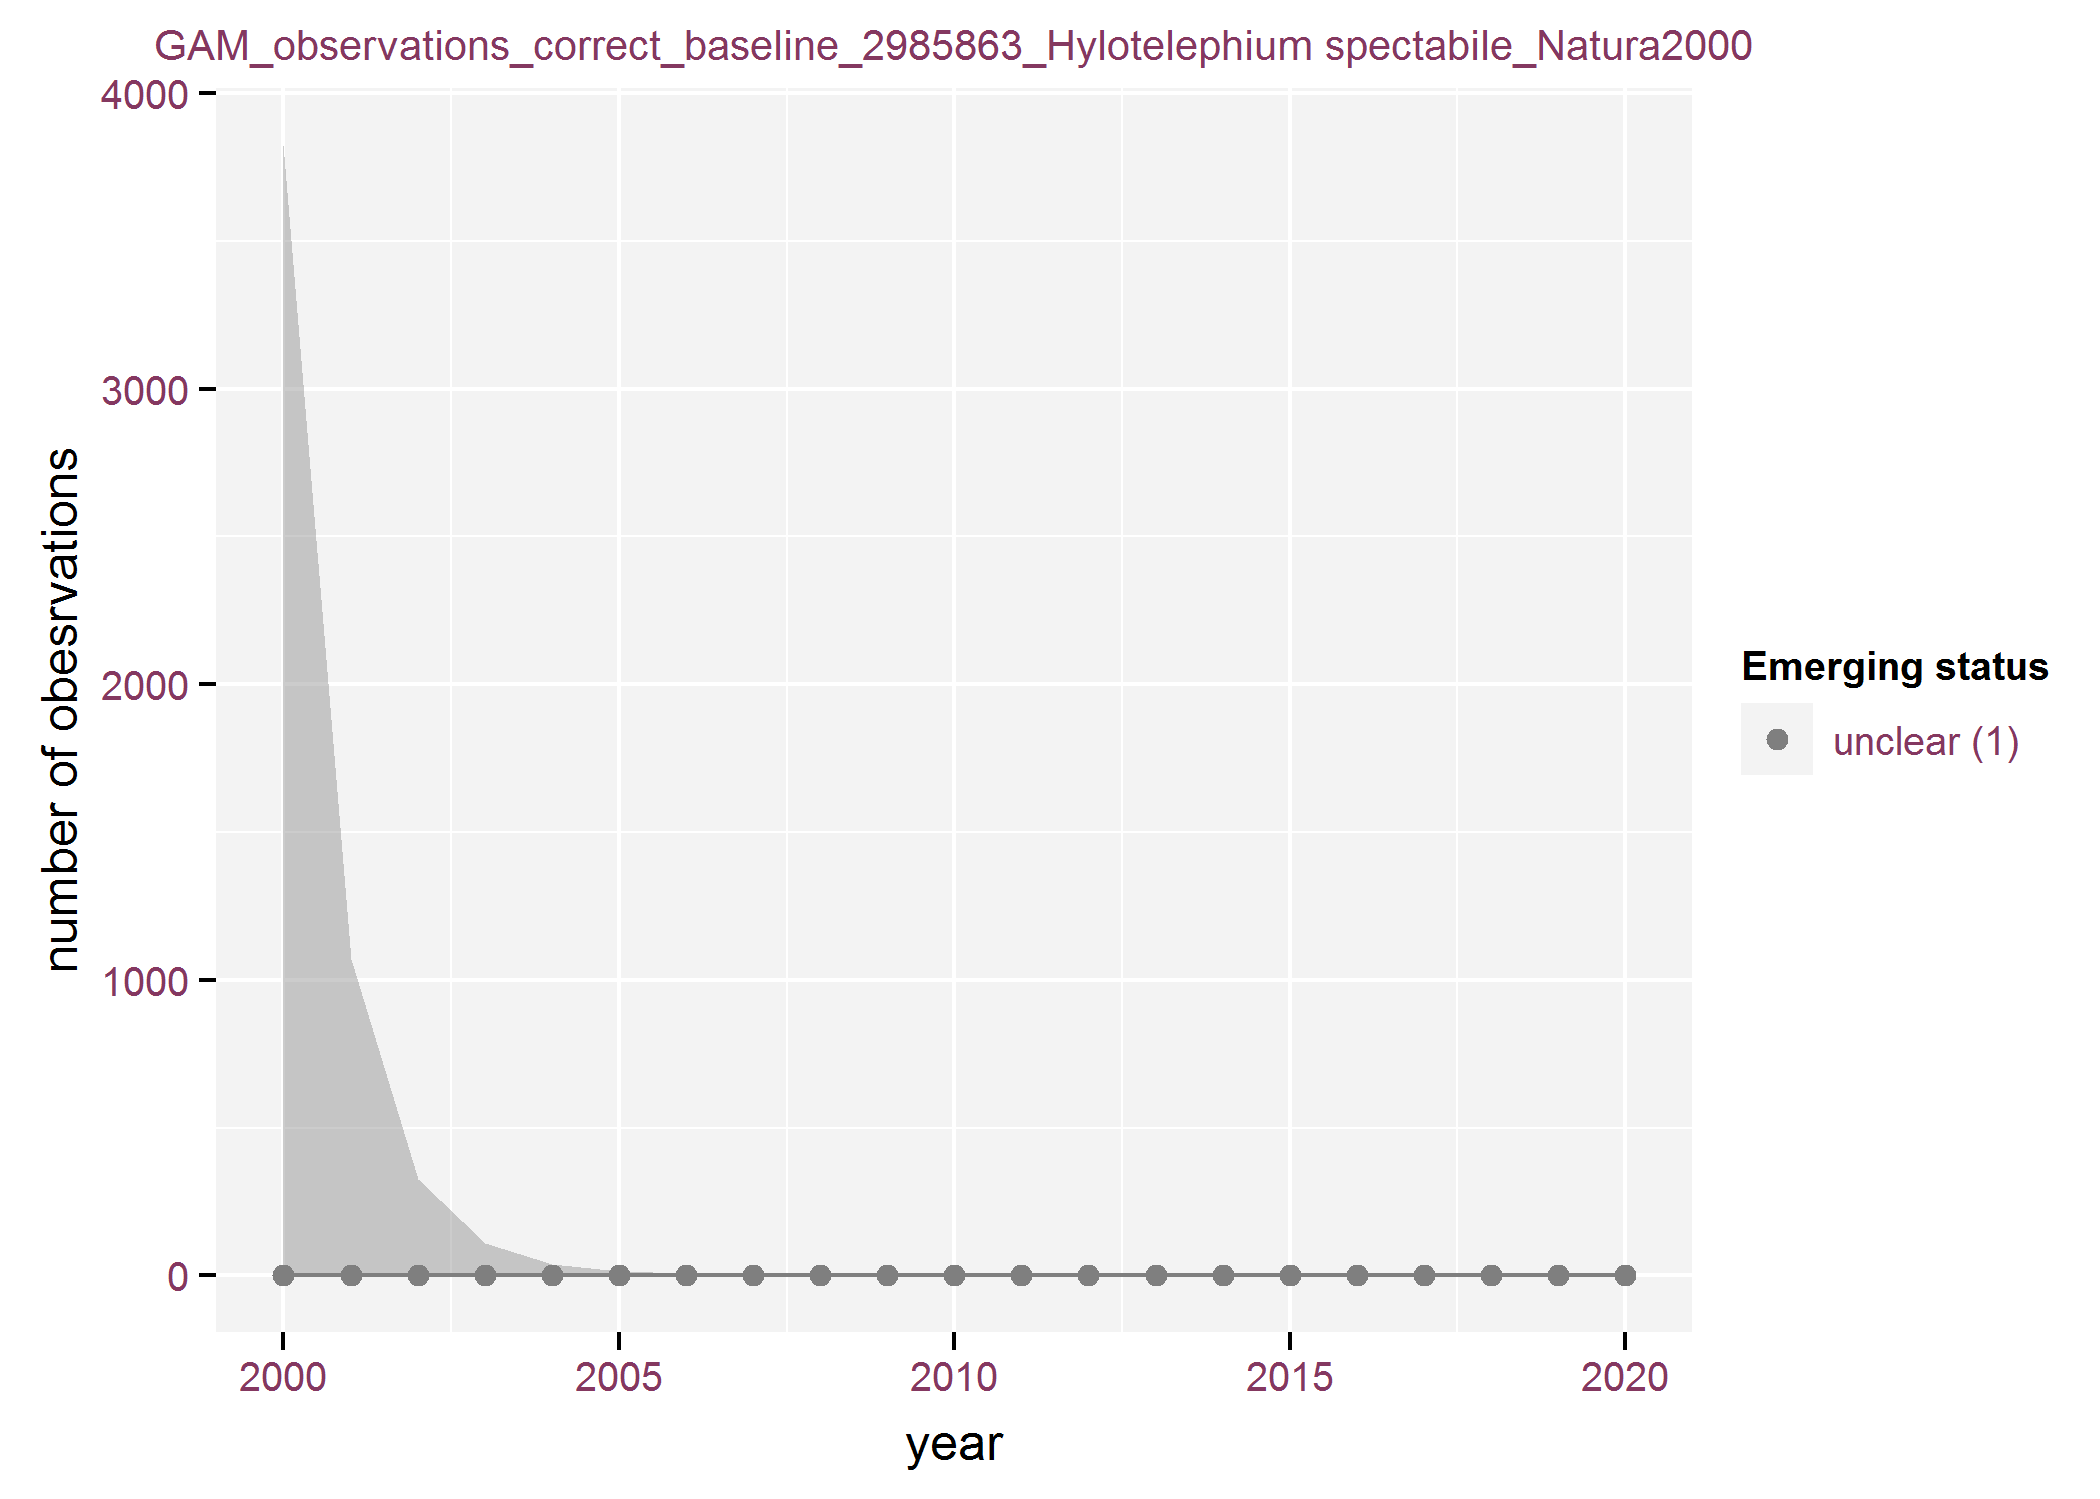 GAM_observations_correct_baseline_2985863_Hylotelephium spectabile_Natura2000
4000
3000
2000
1000
0
number of obesrvations
2000
2005
2010
2015
2020
year
Emerging status
unclear (1)